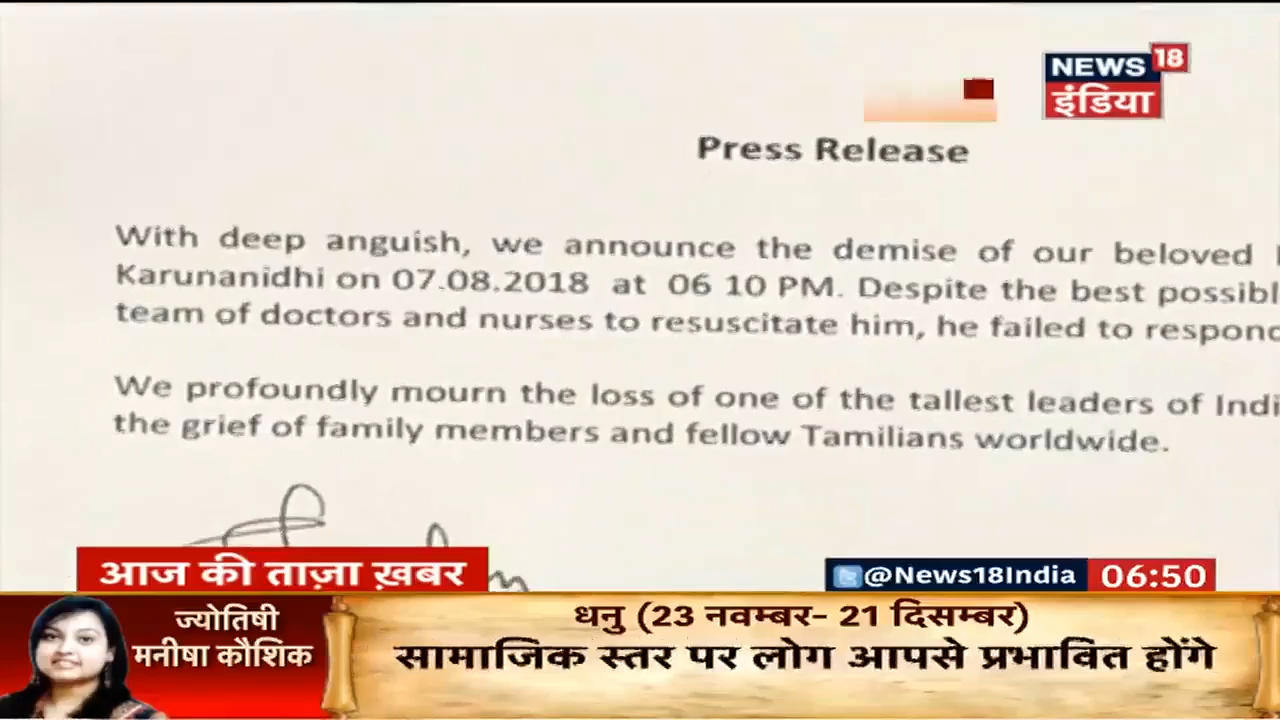 NEWS 18
इंडिया
Press Release
With deep anguish, we announce the demise of our beloved
Karunanidhi on 07.08.2018 at 06 10 PM. Despite the best
team of doctors and nurses to resuscitate him, he failed to
We profoundly mourn the loss of one of the tallest leaders of
the grief of family members and fellow Tamilians worldwide.
आज की ताज़ा ख़बर
@News18India 06:50
ज्योतिषी
मनीषा कौशिक
धनु (23 नवम्बर- 21 दिसम्बर)
सामाजिक स्तर पर लोग आपसे प्रभावित होंगे